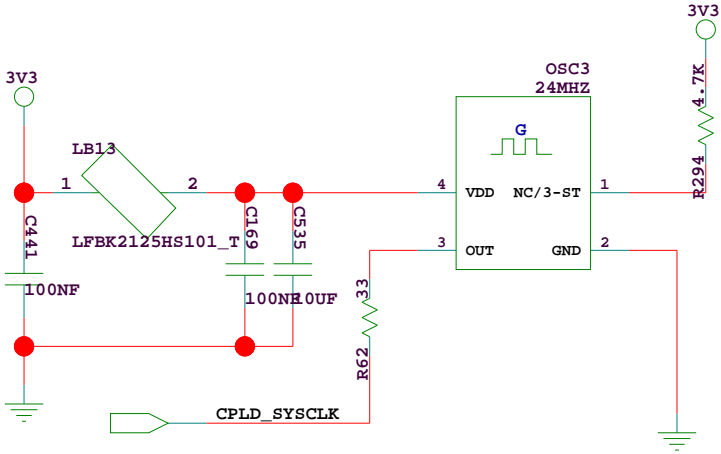 3V3
OSC3
24MHZ
4.7K
3V3
G
LB13
1
2
4
VDD
NC/3-ST
1
R294
C441
C169
C535
LFBK2125HS101_T
3
OUT
GND
2
100NF
100NF
10UF
33
R62
CPLD_SYSCLK